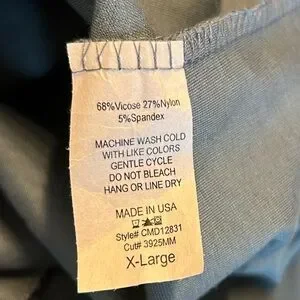 68%Vicose 27%Nylon
5%Spandex
MACHINE WASH COLD
WITH LIKE COLORS
GENTLE CYCLE
DO NOT BLEACH
HANG OR LINE DRY
MADE IN USA
Style# CMD12831
Cut# 3925MM
X-Large